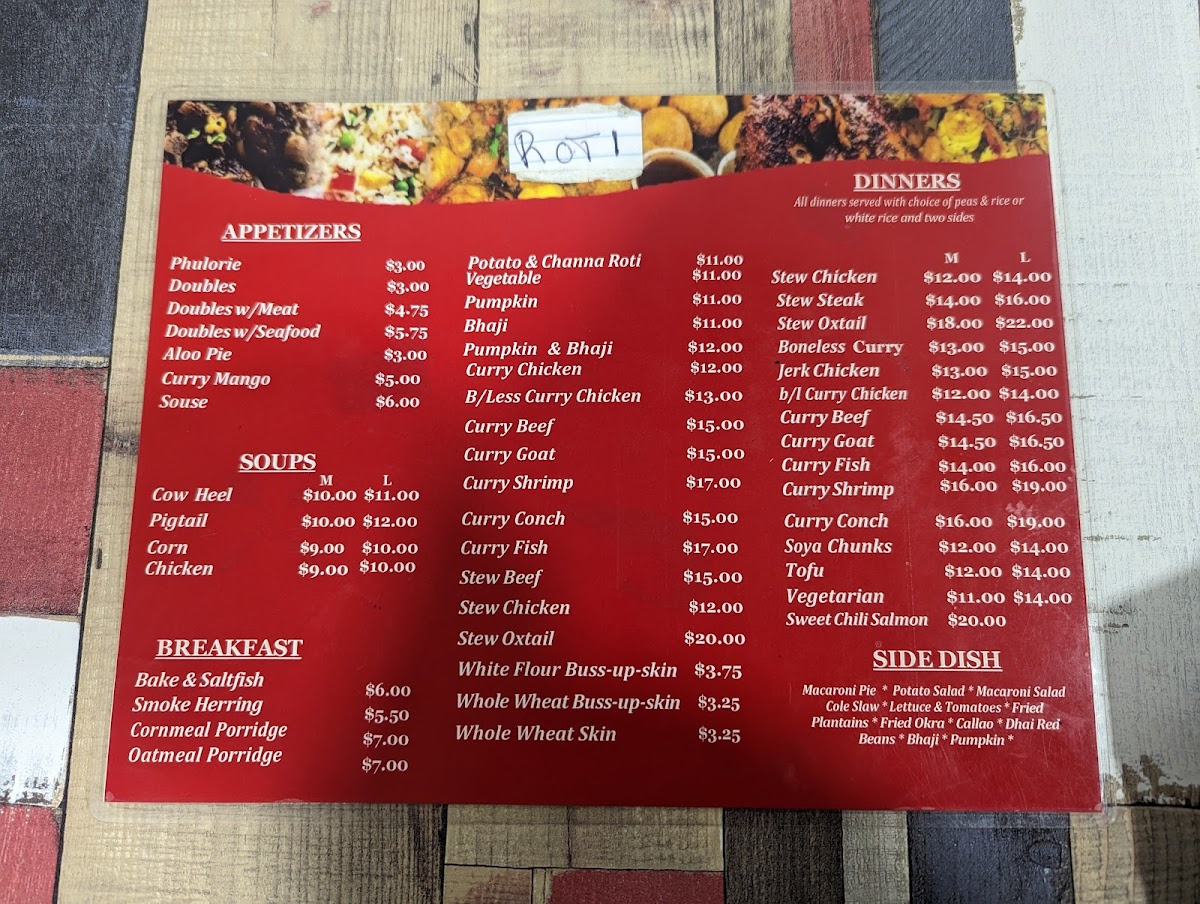 ROTI
APPETIZERS
Phulorie $3.00
Doubles $3.00
Doubles w/Meat $4.75
Doubles w/Seafood $5.75
Aloo Pie $3.00
Curry Mango $5.00
Souse $6.00
SOUPS
M L
Cow Heel $10.00 $11.00
Pigtail $10.00 $12.00
Corn $9.00 $10.00
Chicken $9.00 $10.00
BREAKFAST
Bake & Saltfish $6.00
Smoke Herring $5.50
Cornmeal Porridge $7.00
Oatmeal Porridge $7.00
Potato & Channa Roti $11.00
Vegetable $11.00
Pumpkin $11.00
Bhaji $11.00
Pumpkin & Bhaji $12.00
Curry Chicken $12.00
B/Less Curry Chicken $13.00
Curry Beef $15.00
Curry Goat $15.00
Curry Shrimp $17.00
Curry Conch $15.00
Curry Fish $17.00
Stew Beef $15.00
Stew Chicken $12.00
Stew Oxtail $20.00
White Flour Buss-up-skin $3.75
Whole Wheat Buss-up-skin $3.25
Whole Wheat Skin $3.25
DINNERS
All dinners served with choice of peas & rice or
white rice and two sides
M L
Stew Chicken $12.00 $14.00
Stew Steak $14.00 $16.00
Stew Oxtail $18.00 $22.00
Boneless Curry $13.00 $15.00
Jerk Chicken $13.00 $15.00
b/I Curry Chicken $12.00 $14.00
Curry Beef $14.50 $16.50
Curry Goat $14.50 $16.50
Curry Fish $14.00 $16.00
Curry Shrimp $16.00 $19.00
Curry Conch $16.00 $19.00
Soya Chunks $12.00 $14.00
Tofu $12.00 $14.00
Vegetarian $11.00 $14.00
Sweet Chili Salmon $20.00
SIDE DISH
Macaroni Pie * Potato Salad * Macaroni Salad
Cole Slaw * Lettuce & Tomatoes * Fried
Plantains * Fried Okra * Callao * Dhai Red
Beans * Bhaji * Pumpkin *